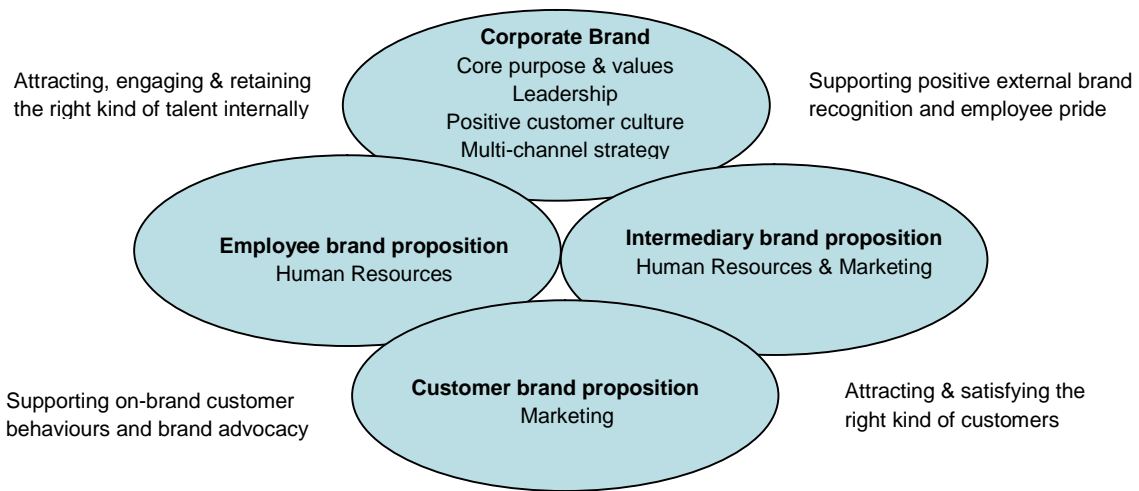 Corporate Brand
Core purpose & values
Leadership
Positive customer culture
Multi-channel strategy
Attracting, engaging & retaining
the right kind of talent internally
Supporting positive external brand
recognition and employee pride
Employee brand proposition
Human Resources
Intermediary brand proposition
Human Resources & Marketing
Customer brand proposition
Marketing
Supporting on-brand customer
behaviours and brand advocacy
Attracting & satisfying the
right kind of customers